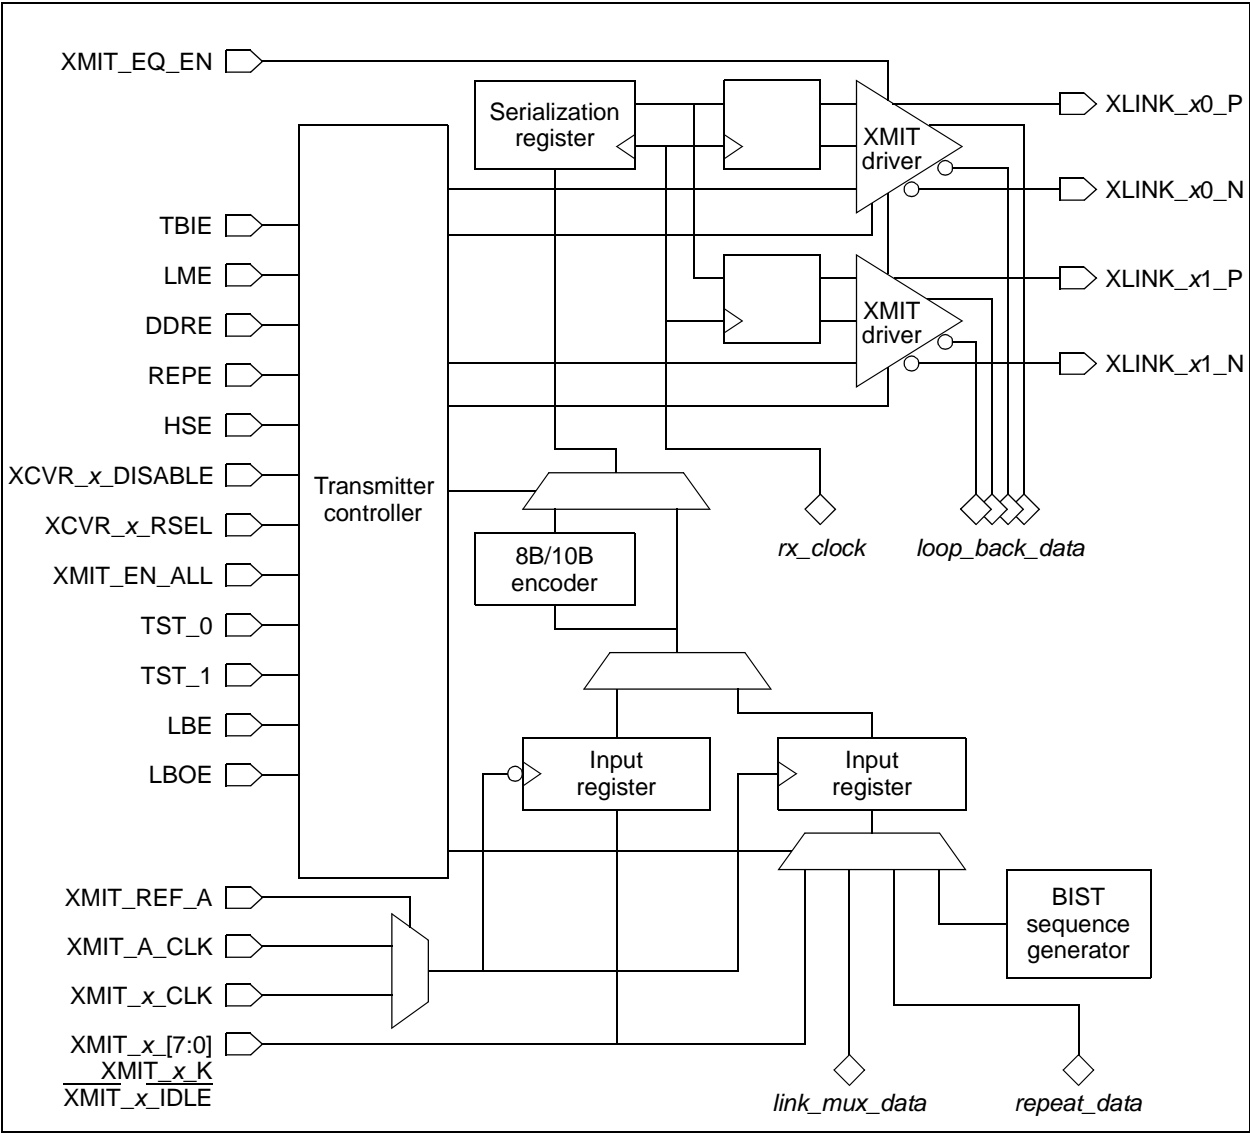 XMIT_EQ_EN
Serialization
register
XMIT
driver
XLINK_x0_P
XLINK_x0_N
TBIE
LME
DDRE
REPE
HSE
XCVR_x_DISABLE
XCVR_x_RSEL
XMIT_EN_ALL
TST_0
TST_1
LBE
LBOE
Transmitter
controller
XMIT
driver
XLINK_x1_P
XLINK_x1_N
8B/10B
encoder
rx_clock
loop_back_data
Input
register
Input
register
XMIT_REF_A
XMIT_A_CLK
XMIT_x_CLK
XMIT_x_[7:0]
XMIT_x_K
XMIT_x_IDLE
BIST
sequence
generator
link_mux_data
repeat_data